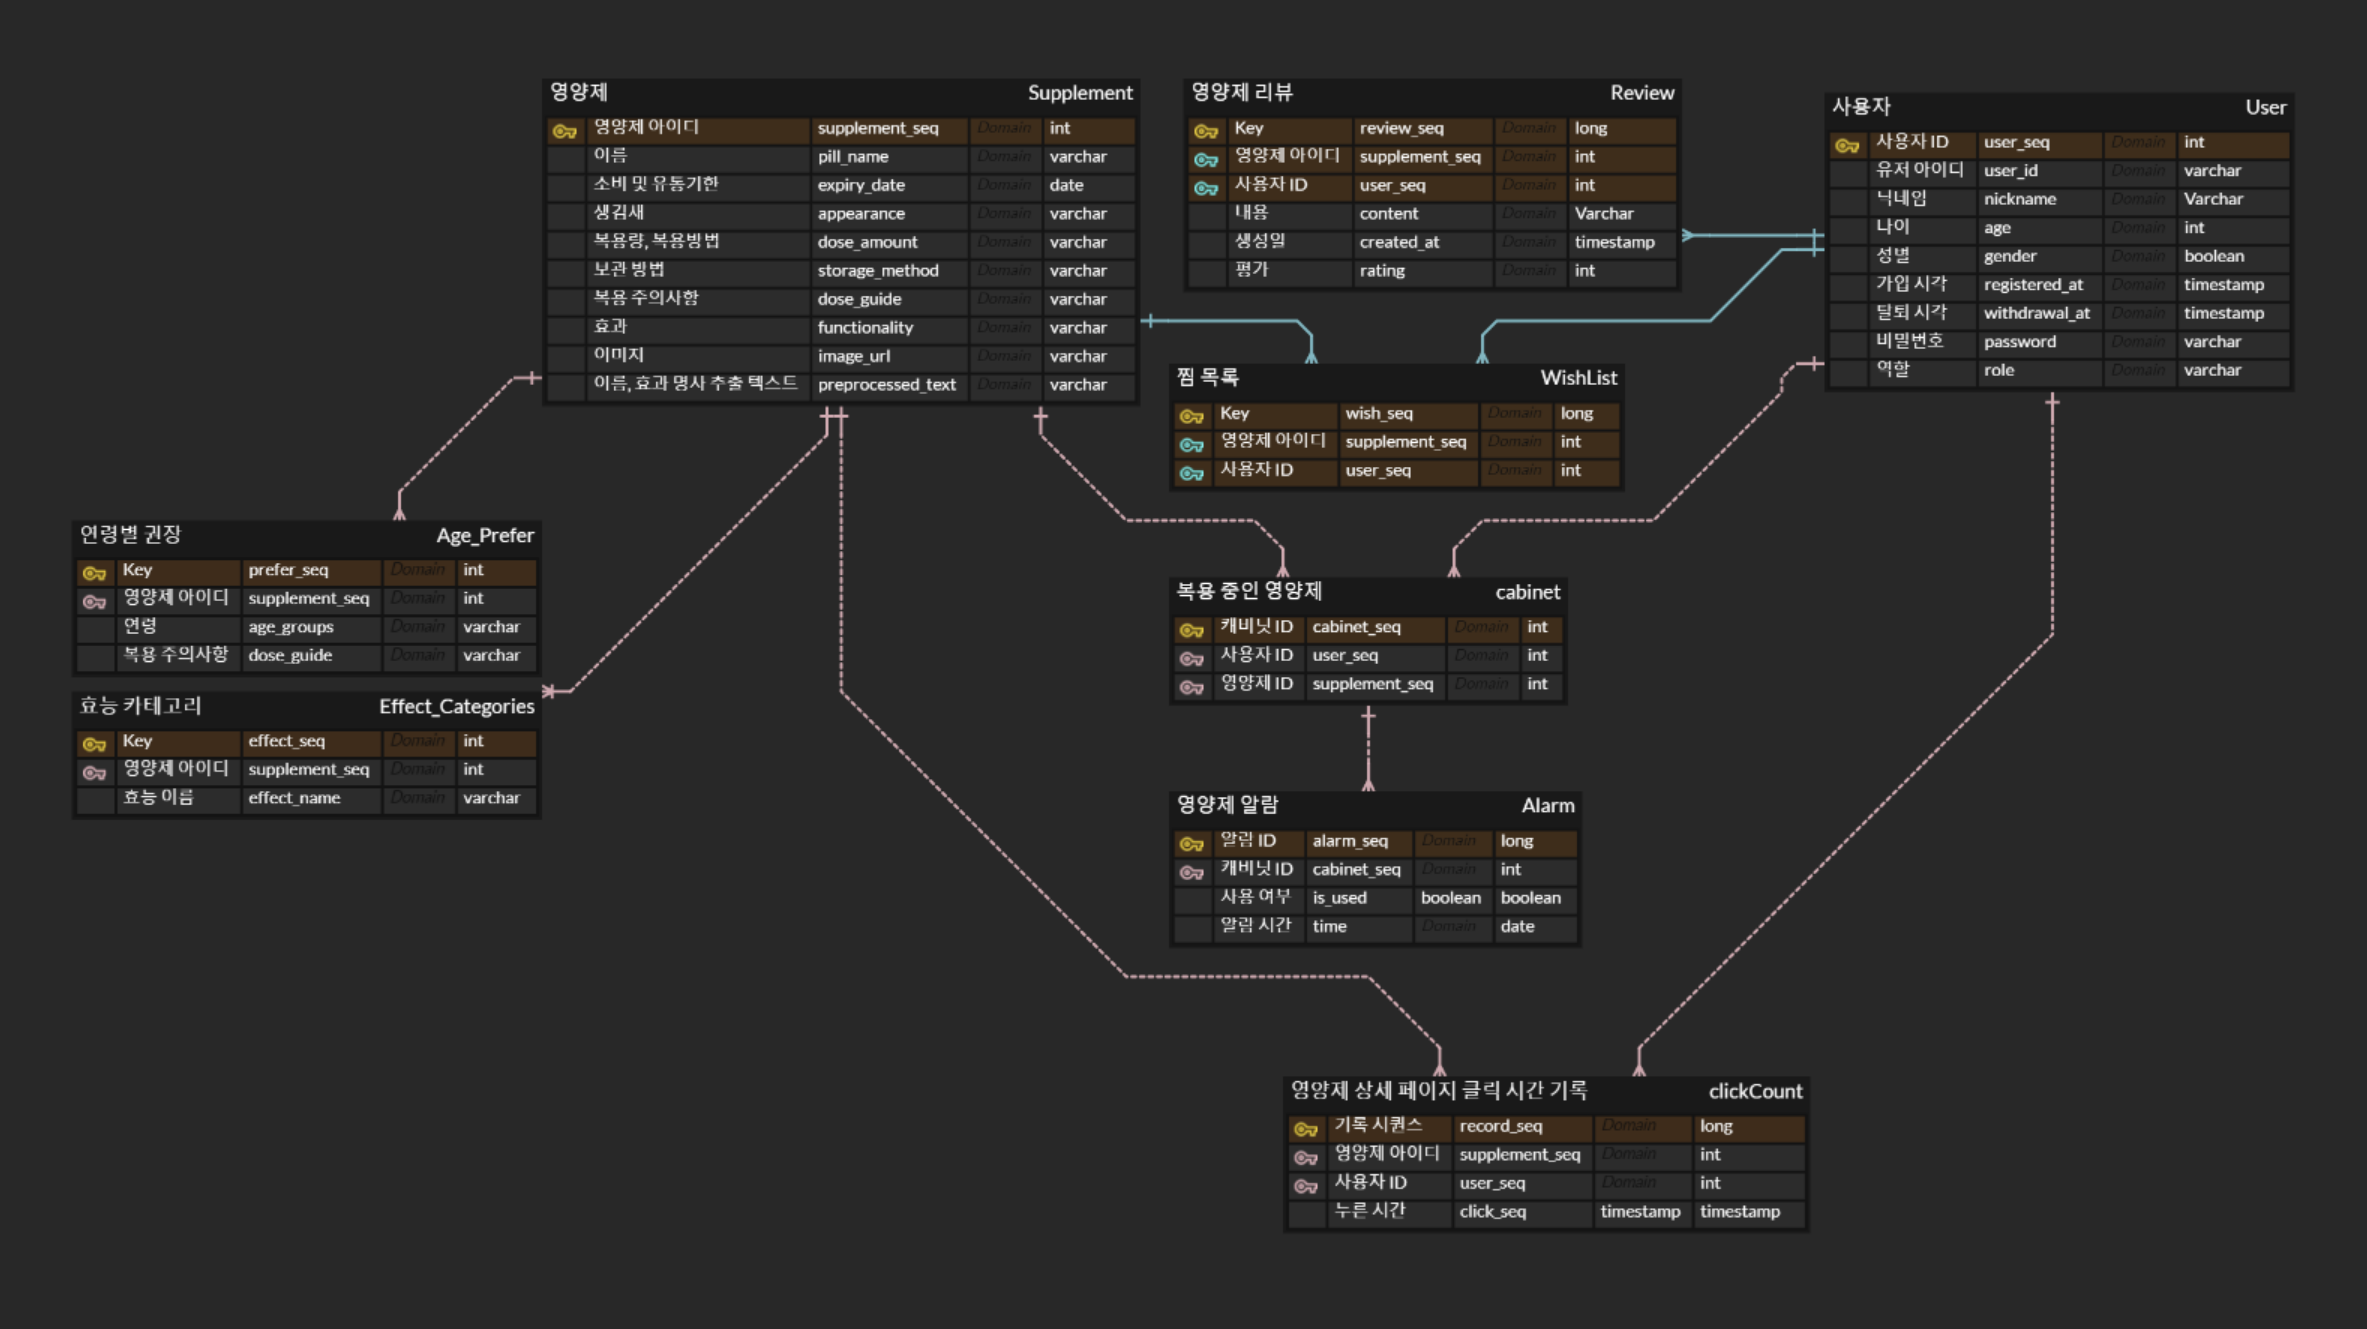 영양제 Supplement
영양제 아이디 supplement_seq Domain int
이름 pill_name Domain varchar
소비 및 유통기한 expiry_date Domain date
생김새 appearance Domain varchar
복용량, 복용방법 dose_amount Domain varchar
보관 방법 storage_method Domain varchar
복용 주의사항 dose_guide Domain varchar
효과 functionality Domain varchar
이미지 image_url Domain varchar
이름, 효과 명사 추출 텍스트 preprocessed_text Domain varchar
영양제 리뷰 Review
Key review_seq Domain long
영양제 아이디 supplement_seq Domain int
사용자 ID user_seq Domain int
내용 content Domain Varchar
생성일 created_at Domain timestamp
평가 rating Domain int
사용자 User
사용자 ID user_seq Domain int
유저 아이디 user_id Domain varchar
닉네임 nickname Domain Varchar
나이 age Domain int
성별 gender Domain boolean
가입 시각 registered_at Domain timestamp
탈퇴 시각 withdrawal_at Domain timestamp
비밀번호 password Domain varchar
역할 role Domain varchar
찜 목록 WishList
Key wish_seq Domain long
영양제 아이디 supplement_seq Domain int
사용자 ID user_seq Domain int
연령별 권장 Age_Prefer
Key prefer_seq Domain int
영양제 아이디 supplement_seq Domain int
연령 age_groups Domain varchar
복용 주의사항 dose_guide Domain varchar
효능 카테고리 Effect_Categories
Key effect_seq Domain int
영양제 아이디 supplement_seq Domain int
효능 이름 effect_name Domain varchar
복용 중인 영양제 cabinet
캐비닛 ID cabinet_seq Domain int
사용자 ID user_seq Domain int
영양제 ID supplement_seq Domain int
영양제 알람 Alarm
알림 ID alarm_seq Domain long
캐비닛 ID cabinet_seq Domain int
사용 여부 is_used boolean boolean
알림 시간 time Domain date
영양제 상세 페이지 클릭 시간 기록 clickCount
기록 시퀀스 record_seq Domain long
영양제 아이디 supplement_seq Domain int
사용자 ID user_seq Domain int
누른 시간 click_seq timestamp timestamp